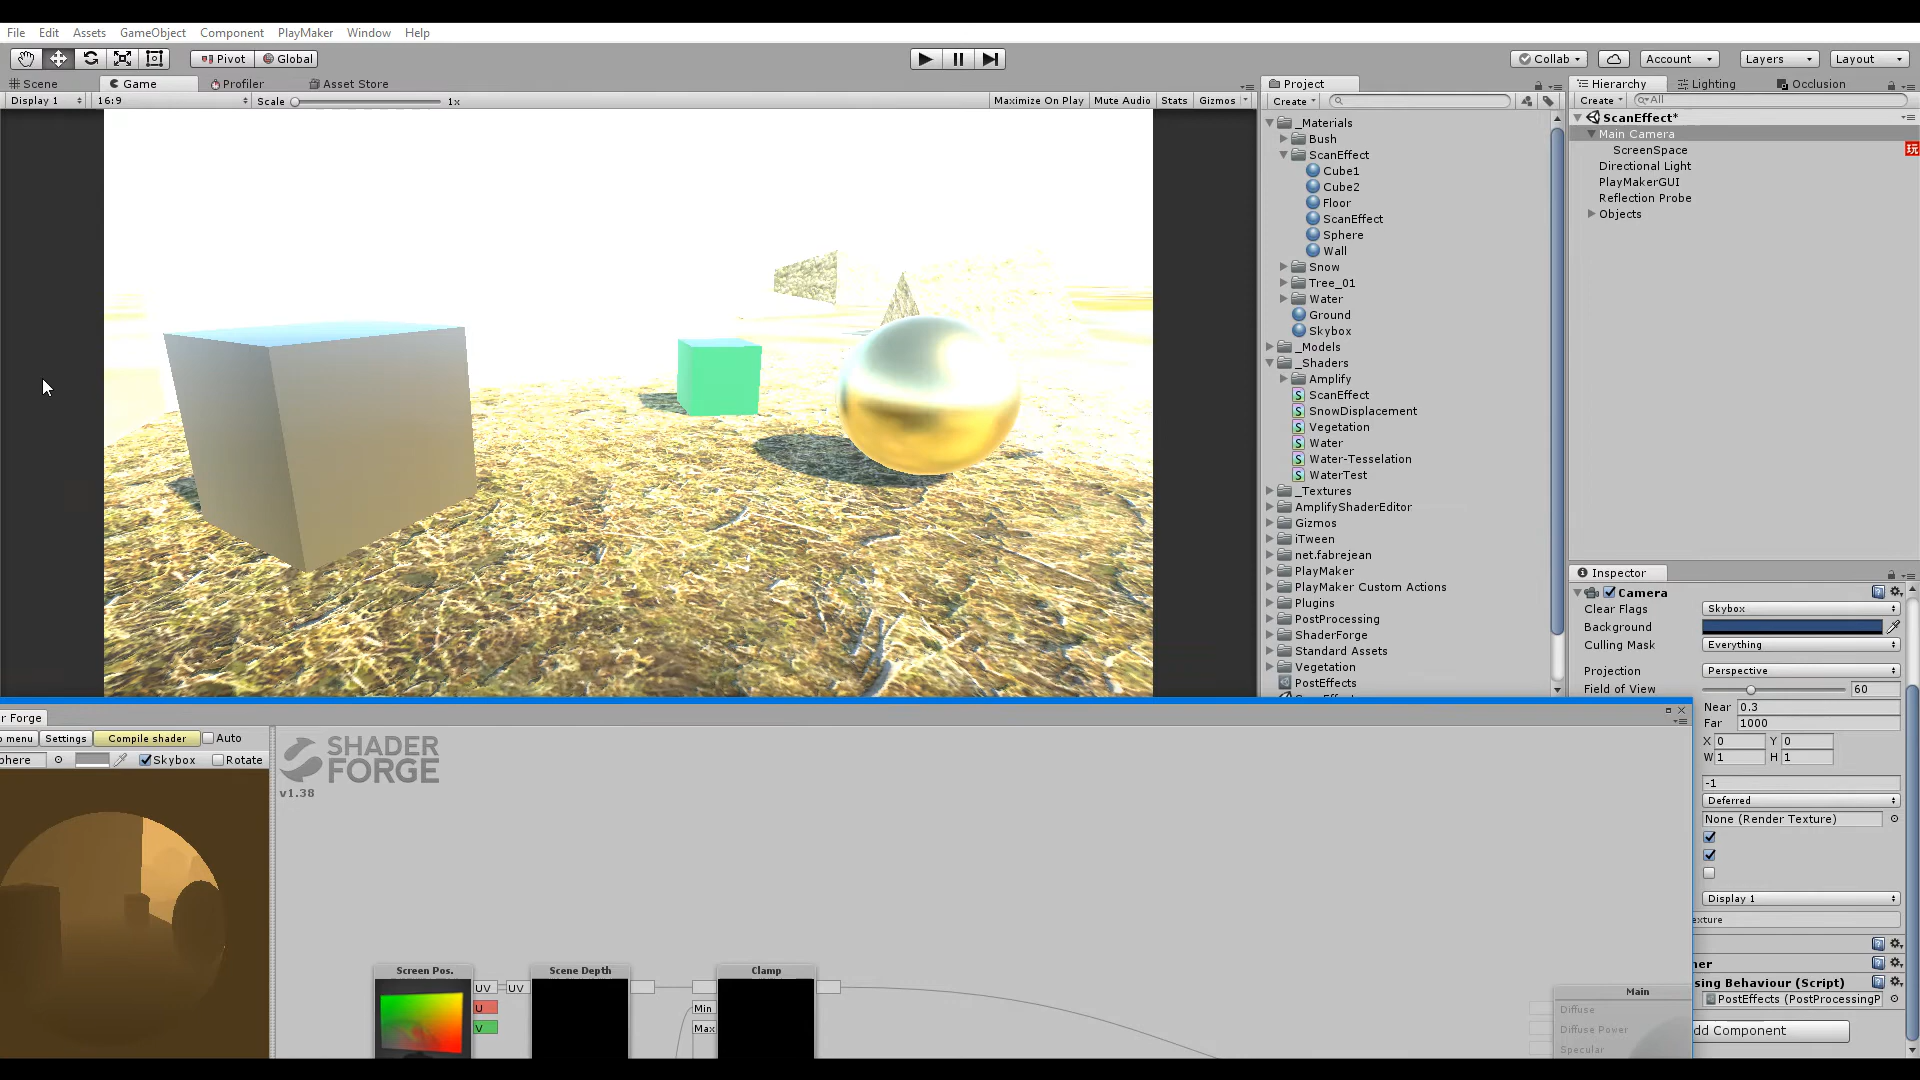 File Edit Assets GameObject Component PlayMaker Window Help
Pivot Global Collab Account Layers Layout
Scene Game Profiler Asset Store
Display 1 16:9 Scale 1x Maximize On Play Mute Audio Stats Gizmos
Project
Create
_Materials
Bush
ScanEffect
Cube1
Cube2
Floor
ScanEffect
Sphere
Wall
Snow
Tree_01
Water
Ground
Skybox
_Models
_Shaders
Amplify
ScanEffect
SnowDisplacement
Vegetation
Water
Water-Tesselation
WaterTest
_Textures
AmplifyShaderEditor
Gizmos
iTween
net.fabrejean
PlayMaker
PlayMaker Custom Actions
Plugins
PostProcessing
ShaderForge
Standard Assets
Vegetation
PostEffects
Hierarchy Lighting Occlusion
Create All
ScanEffect*
Main Camera
ScreenSpace
玩
Directional Light
PlayMakerGUI
Reflection Probe
Objects
Inspector
Camera
Clear Flags Skybox
Background
Culling Mask Everything
Projection Perspective
Field of View 60
Near 0.3
Far 1000
X 0 Y 0
W 1 H 1
-1
Deferred
None (Render Texture)
Display 1
exture
ner
sing Behaviour (Script)
PostEffects (PostProcessingP
dd Component
r Forge
menu Settings Compile shader Auto
phere Skybox Rotate
SHADER
FORGE
v1.38
Screen Pos. Scene Depth Clamp
UV UV
U
V
Min
Max
Main
Diffuse
Diffuse Power
Specular